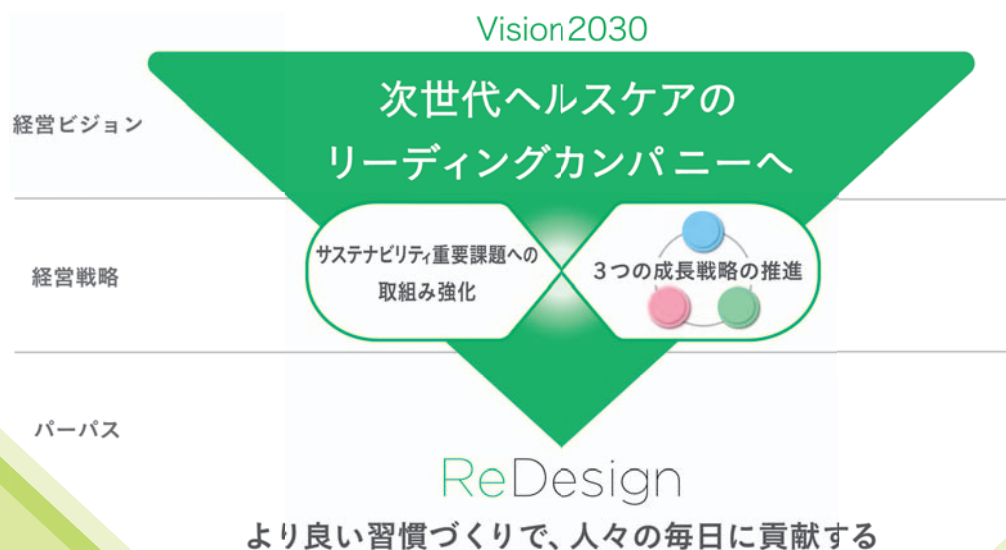 Vision2030
経営ビジョン
次世代ヘルスケアの
リーディングカンパニーへ
経営戦略
サステナビリティ重要課題への
取組み強化
3つの成長戦略の推進
パーパス
ReDesign
より良い習慣づくりで、人々の毎日に貢献する